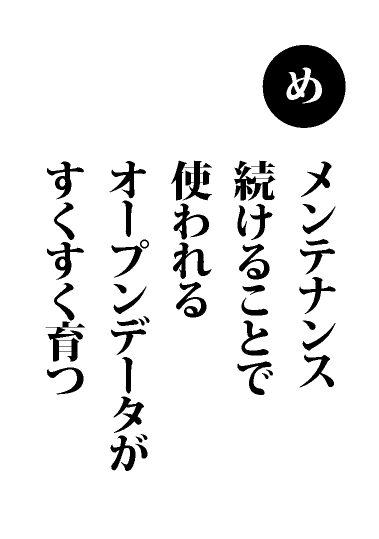 め
メンテナンス
続けることで
使われる
オープンデータが
すくすく育つ